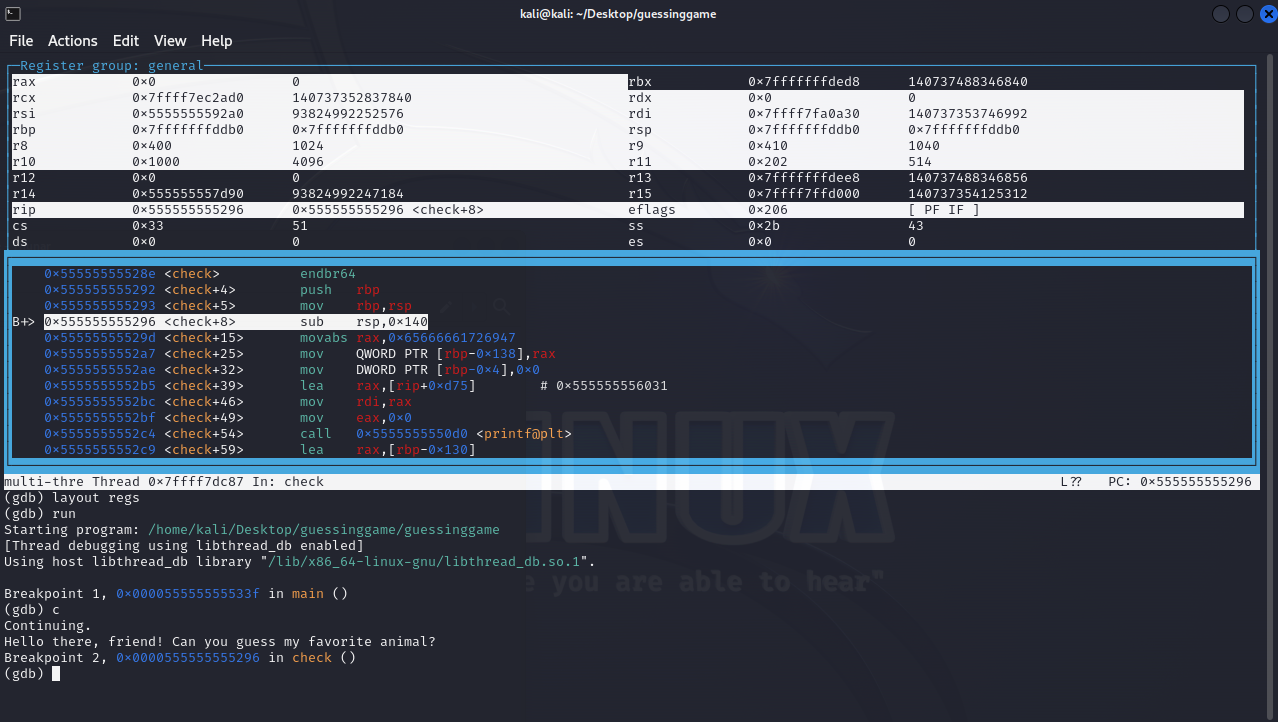 kali@kali: ~/Desktop/guessinggame
File Actions Edit View Help
Register group: general
rax 0×0 0 rbx 0×7fffffffded8 140737488346840
rcx 0×7ffff7ec2ad0 140737352837840 rdx 0×0 0
rsi 0×5555555592a0 93824992252576 rdi 0×7ffff7fa0a30 140737353746992
rbp 0×7fffffffddb0 0×7fffffffddb0 rsp 0×7fffffffddb0 0×7fffffffddb0
r8 0×400 1024 r9 0×410 1040
r10 0×1000 4096 r11 0×202 514
r12 0×0 0 r13 0×7fffffffdee8 140737488346856
r14 0×555555557d90 93824992247184 r15 0×7ffff7ffd000 140737354125312
rip 0×555555555296 0×555555555296 <check+8> eflags 0×206 [ PF IF ]
cs 0×33 51 ss 0×2b 43
ds 0×0 0 es 0×0 0
0×55555555528e <check> endbr64
0×555555555292 <check+4> push rbp
0×555555555293 <check+5> mov rbp,rsp
B+> 0×555555555296 <check+8> sub rsp,0×140
0×55555555529d <check+15> movabs rax,0×65666661726947
0×5555555552a7 <check+25> mov QWORD PTR [rbp-0×138],rax
0×5555555552ae <check+32> mov DWORD PTR [rbp-0×4],0×0
0×5555555552b5 <check+39> lea rax,[rip+0×d75] # 0×555555556031
0×5555555552bc <check+46> mov rdi,rax
0×5555555552bf <check+49> mov eax,0×0
0×5555555552c4 <check+54> call 0×5555555550d0 <printf@plt>
0×5555555552c9 <check+59> lea rax,[rbp-0×130]
multi-thre Thread 0×7ffff7dc87 In: check L?? PC: 0×555555555296
(gdb) layout regs
(gdb) run
Starting program: /home/kali/Desktop/guessinggame/guessinggame
[Thread debugging using libthread_db enabled]
Using host libthread_db library "/lib/x86_64-linux-gnu/libthread_db.so.1".
Breakpoint 1, 0×000055555555533f in main ()
(gdb) c
Continuing.
Hello there, friend! Can you guess my favorite animal?
Breakpoint 2, 0×0000555555555296 in check ()
(gdb)
NUX
you are able to hear"